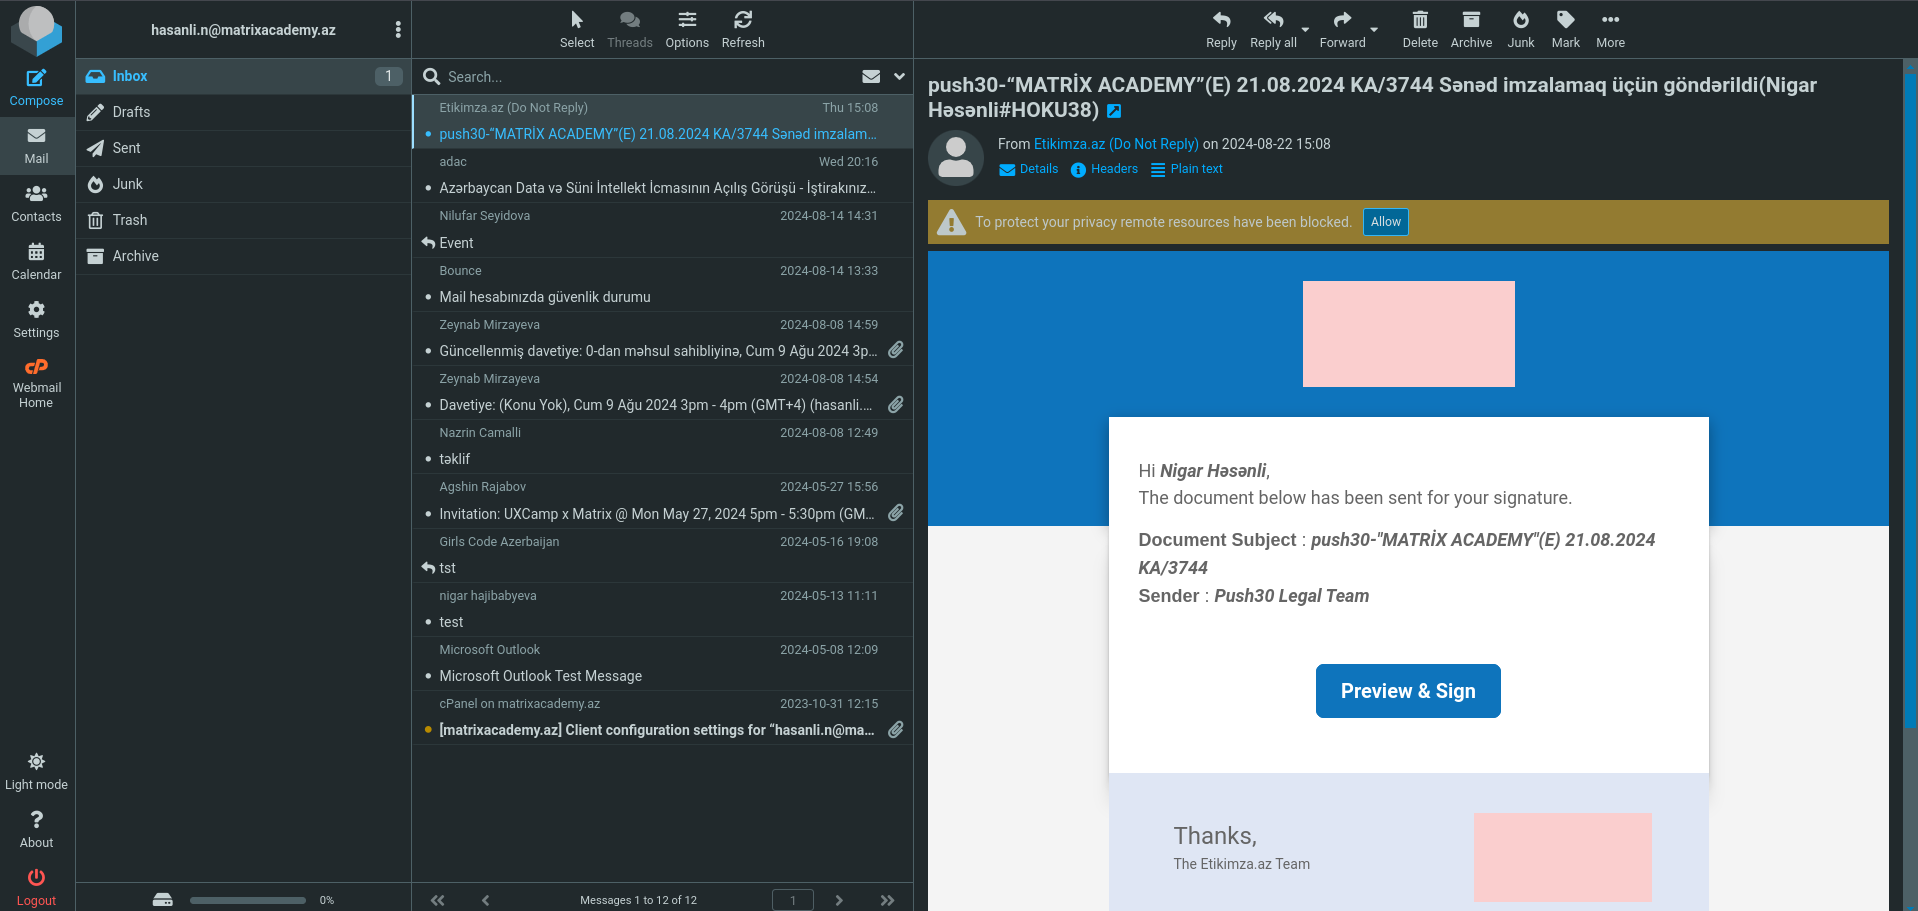 hasanli.n@matrixacademy.az
Compose
Mail
Contacts
Calendar
Settings
Webmail
Home
Light mode
About
Logout
Inbox 1
Drafts
Sent
Junk
Trash
Archive
0%
Select Threads Options Refresh
Search...
Etikimza.az (Do Not Reply) Thu 15:08
push30-“MATRİX ACADEMY”(E) 21.08.2024 KA/3744 Sənəd imzalam...
adac Wed 20:16
Azərbaycan Data və Süni İntellekt İcmasının Açılış Görüşü - İştirakınız...
Nilufar Seyidova 2024-08-14 14:31
Event
Bounce 2024-08-14 13:33
Mail hesabınızda güvenlik durumu
Zeynab Mirzayeva 2024-08-08 14:59
Güncellenmiş davetiye: 0-dan məhsul sahibliyinə, Cum 9 Ağu 2024 3p...
Zeynab Mirzayeva 2024-08-08 14:54
Davetiye: (Konu Yok), Cum 9 Ağu 2024 3pm - 4pm (GMT+4) (hasanli....
Nazrin Camalli 2024-08-08 12:49
təklif
Agshin Rajabov 2024-05-27 15:56
Invitation: UXCamp x Matrix @ Mon May 27, 2024 5pm - 5:30pm (GM...
Girls Code Azerbaijan 2024-05-16 19:08
tst
nigar hajibabyeva 2024-05-13 11:11
test
Microsoft Outlook 2024-05-08 12:09
Microsoft Outlook Test Message
cPanel on matrixacademy.az 2023-10-31 12:15
[matrixacademy.az] Client configuration settings for “hasanli.n@ma...
Messages 1 to 12 of 12 1
Reply Reply all Forward Delete Archive Junk Mark More
push30-“MATRİX ACADEMY”(E) 21.08.2024 KA/3744 Sənəd imzalamaq üçün göndərildi(Nigar
Həsənli#HOKU38)
From Etikimza.az (Do Not Reply) on 2024-08-22 15:08
Details Headers Plain text
To protect your privacy remote resources have been blocked. Allow
Hi Nigar Həsənli,
The document below has been sent for your signature.
Document Subject : push30-"MATRİX ACADEMY"(E) 21.08.2024
KA/3744
Sender : Push30 Legal Team
Preview & Sign
Thanks,
The Etikimza.az Team